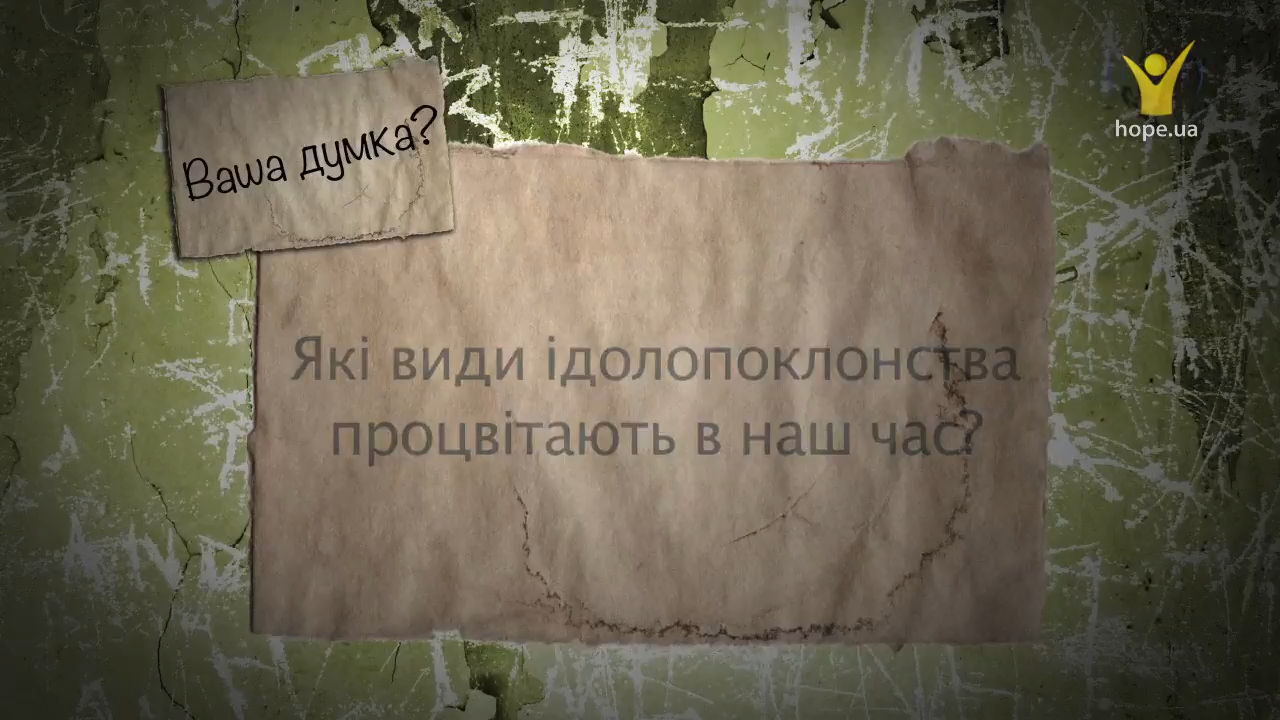 Ваша думка?
hope.ua
Які види ідолопоклонства
процвітають в наш час?